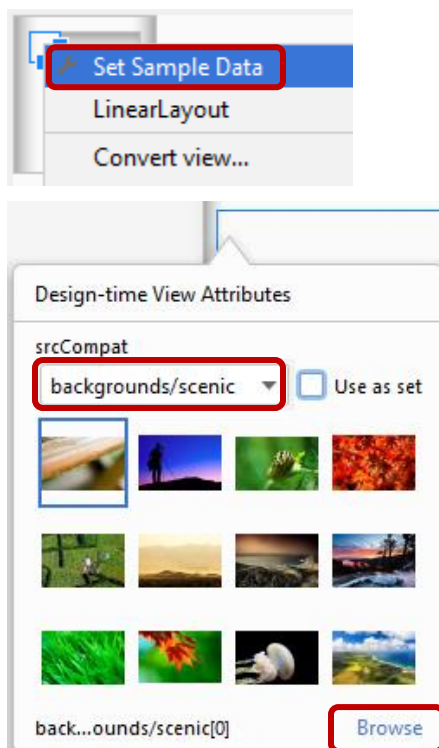 Set Sample Data
LinearLayout
Convert view...
Design-time View Attributes
srcCompat
backgrounds/scenic Use as set
back...ounds/scenic[0] Browse